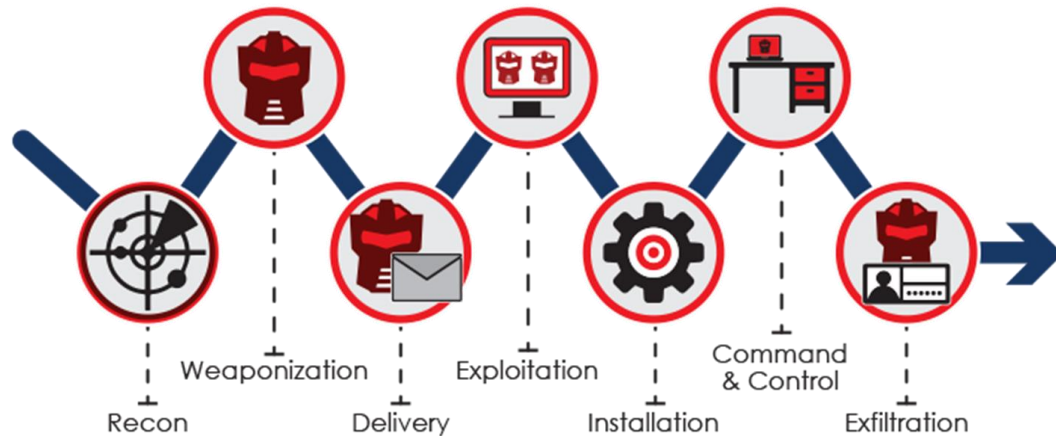 Recon
Weaponization
Delivery
Exploitation
Installation
Command
& Control
Exfiltration